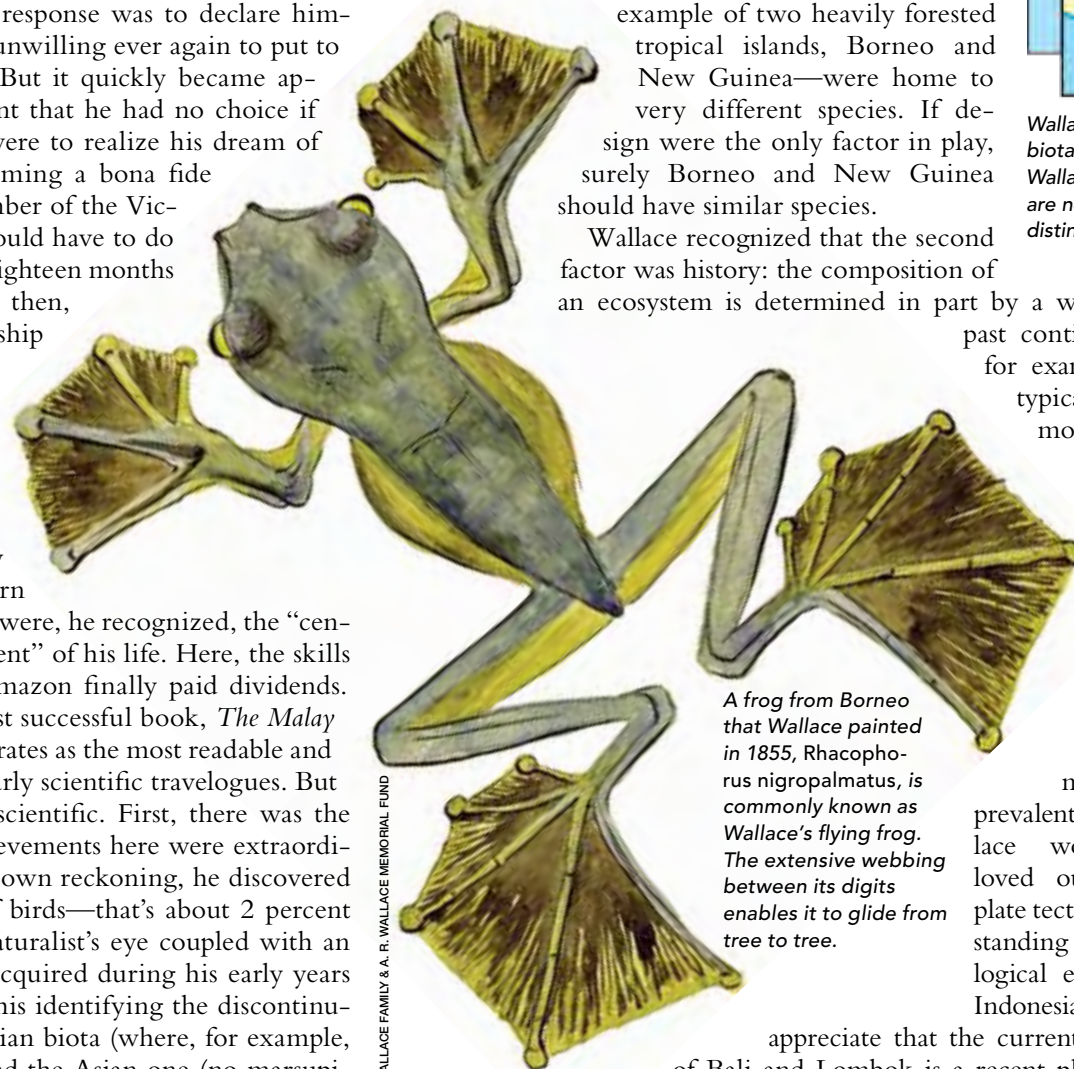 response was to declare him-
unwilling ever again to put to
But it quickly became ap-
nt that he had no choice if
were to realize his dream of
ming a bona fide
ber of the Vic-
ould have to do
ighteen months
then,
ship
rn
were, he recognized, the “cen-
ent” of his life. Here, the skills
mazon finally paid dividends.
st successful book, The Malay
rates as the most readable and
rly scientific travelogues. But
scientific. First, there was the
evements here were extraordi-
own reckoning, he discovered
f birds—that’s about 2 percent
aturalist’s eye coupled with an
cquired during his early years
his identifying the discontinu-
ian biota (where, for example,
nd the Asian one (no marsupi-
ALLACE FAMILY & A. R. WALLACE MEMORIAL FUND
example of two heavily forested
tropical islands, Borneo and
New Guinea—were home to
very different species. If de-
sign were the only factor in play,
surely Borneo and New Guinea
should have similar species.
Wallace recognized that the second
factor was history: the composition of
an ecosystem is determined in part by a w
past conti
for exam
typica
mo
A frog from Borneo
that Wallace painted
in 1855, Rhacopho-
rus nigropalmatus, is
commonly known as
Wallace’s flying frog.
The extensive webbing
between its digits
enables it to glide from
tree to tree.
prevalent
lace wo
loved ou
plate tect
standing
logical e
Indonesia
appreciate that the current
of Bali and Lombok is a recent pl
Walla
biota
Walla
are n
distin